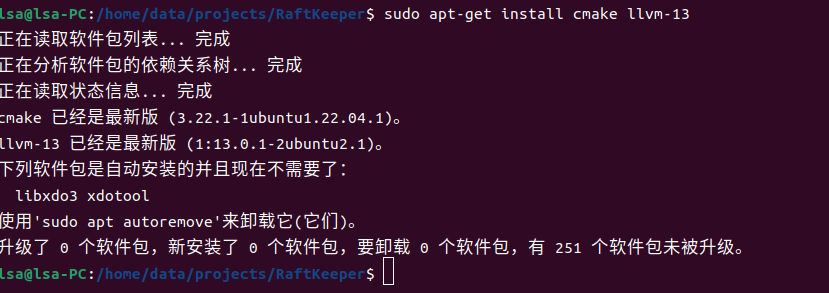 lsa@lsa-PC:/home/data/projects/RaftKeeper$ sudo apt-get install cmake llvm-13
正在读取软件包列表... 完成
正在分析软件包的依赖关系树... 完成
正在读取状态信息... 完成
cmake 已经是最新版 (3.22.1-1ubuntu1.22.04.1)。
llvm-13 已经是最新版 (1:13.0.1-2ubuntu2.1)。
下列软件包是自动安装的并且现在不需要了:
  libxdo3 xdotool
使用'sudo apt autoremove'来卸载它(它们)。
升级了 0 个软件包,新安装了 0 个软件包,要卸载 0 个软件包,有 251 个软件包未被升级。
lsa@lsa-PC:/home/data/projects/RaftKeeper$